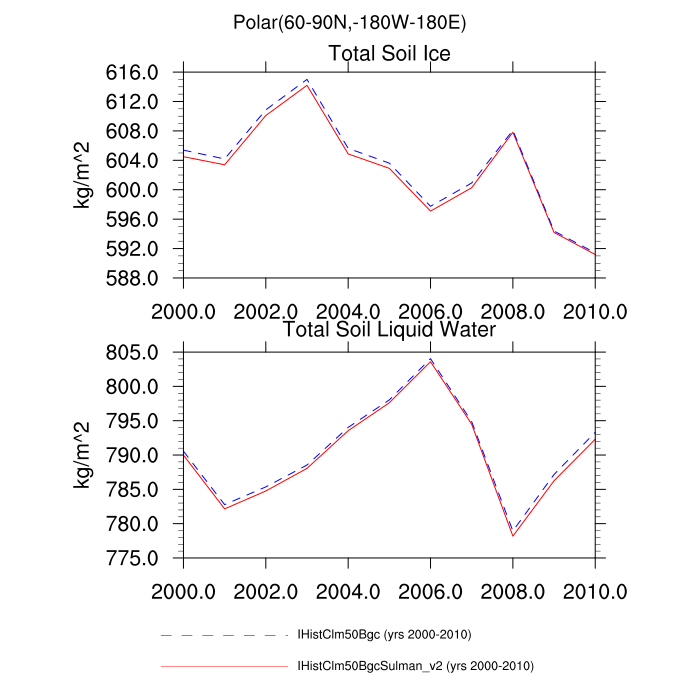 Polar(60-90N,-180W-180E)
Total Soil Ice
616.0
612.0
608.0
604.0
600.0
596.0
592.0
588.0
kg/m^2
2000.0 2002.0 2004.0 2006.0 2008.0 2010.0
Total Soil Liquid Water
805.0
800.0
795.0
790.0
785.0
780.0
775.0
kg/m^2
2000.0 2002.0 2004.0 2006.0 2008.0 2010.0
IHistClm50Bgc (yrs 2000-2010)
IHistClm50BgcSulman_v2 (yrs 2000-2010)